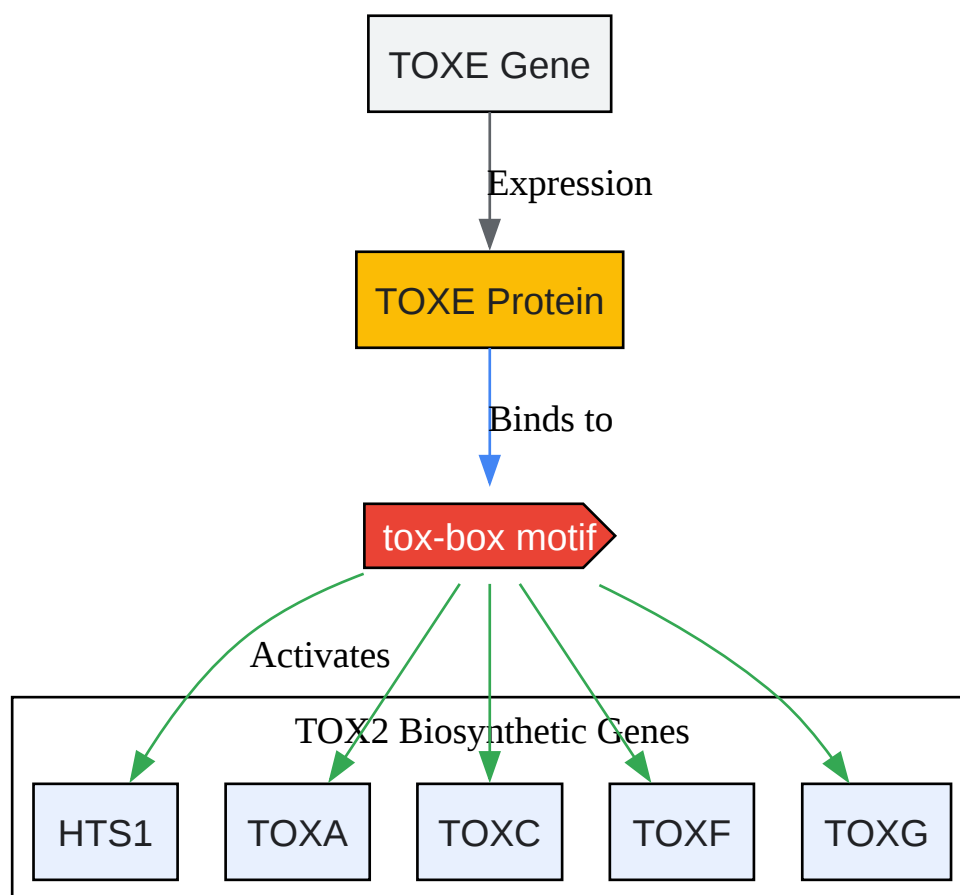 TOXE Gene
Expression
TOXE Protein
Binds to
tox-box motif
Activates
TOX2 Biosynthetic Genes
HTS1
TOXA
TOXC
TOXF
TOXG